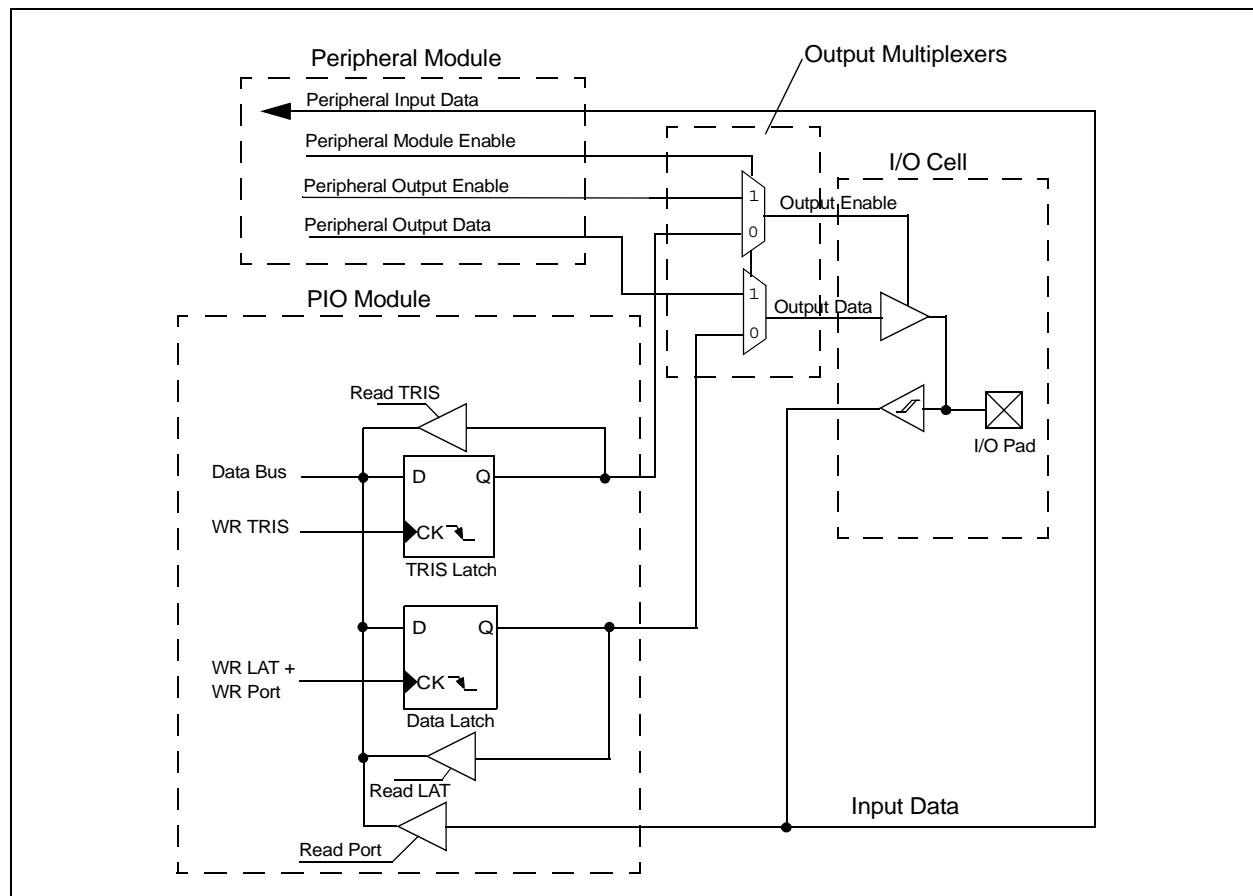 Peripheral Module
Output Multiplexers
Peripheral Input Data
Peripheral Module Enable
Peripheral Output Enable
Peripheral Output Data
1
0
Output Enable
I/O Cell
1
0
Output Data
I/O Pad
PIO Module
Read TRIS
Data Bus
D
Q
WR TRIS
CK
TRIS Latch
D
Q
WR LAT +
WR Port
CK
Data Latch
Read LAT
Read Port
Input Data